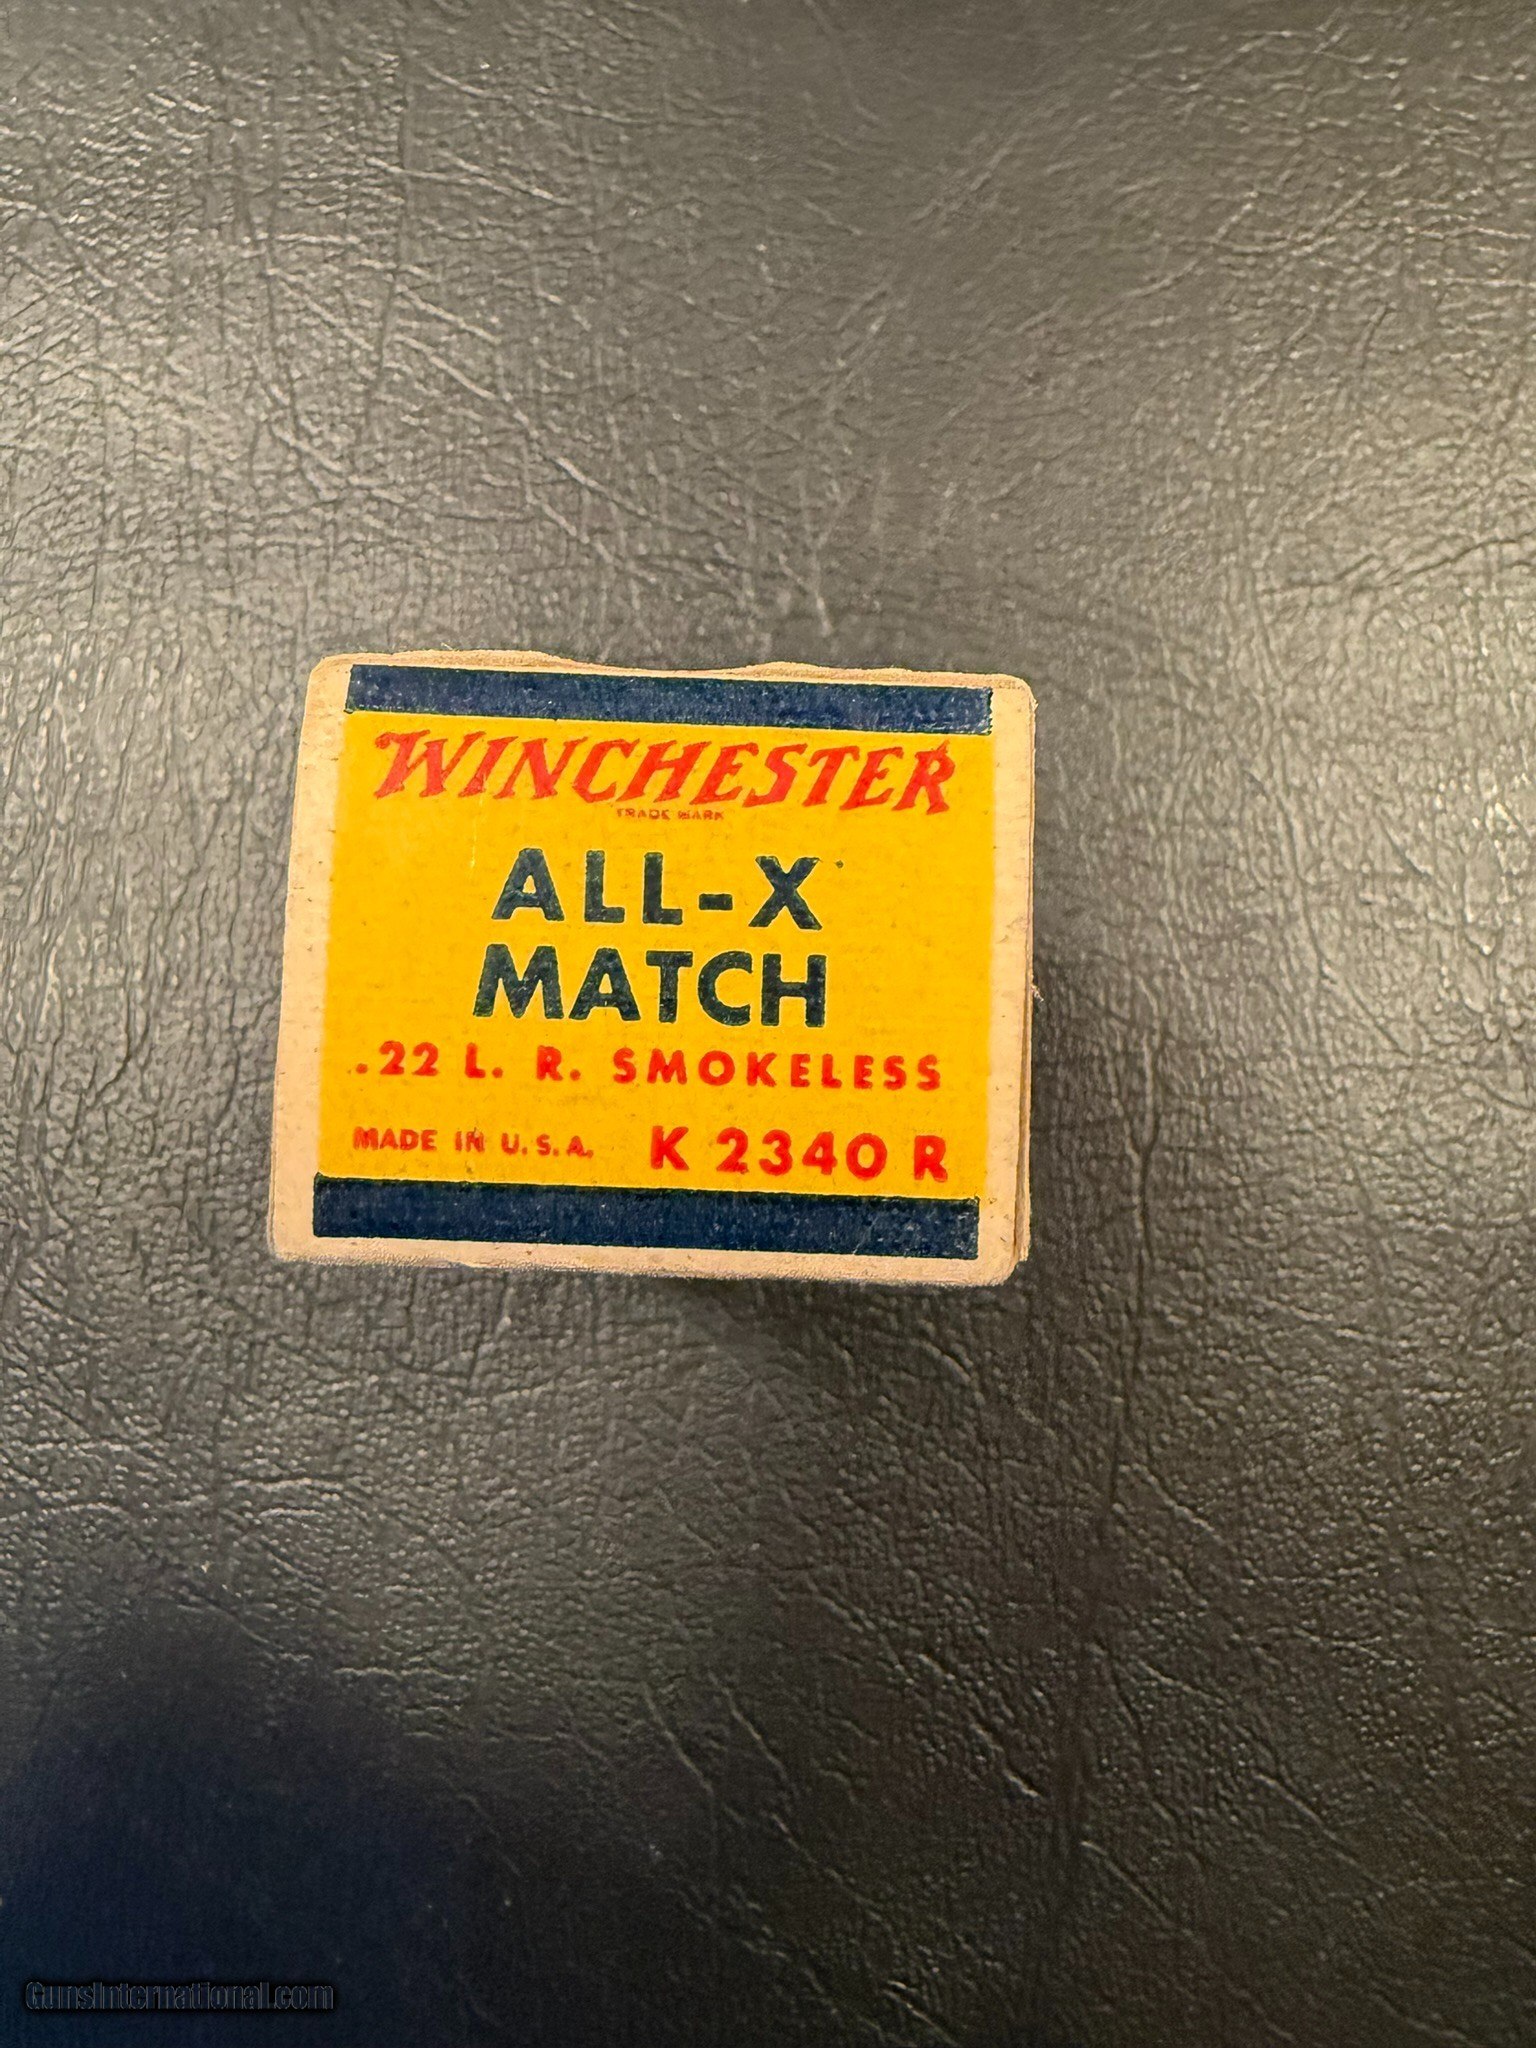 WINCHESTER
TRADE MARK
ALL-X
MATCH
.22 L. R. SMOKELESS
MADE IN U.S.A. K 2340 R
GunsInternational.com